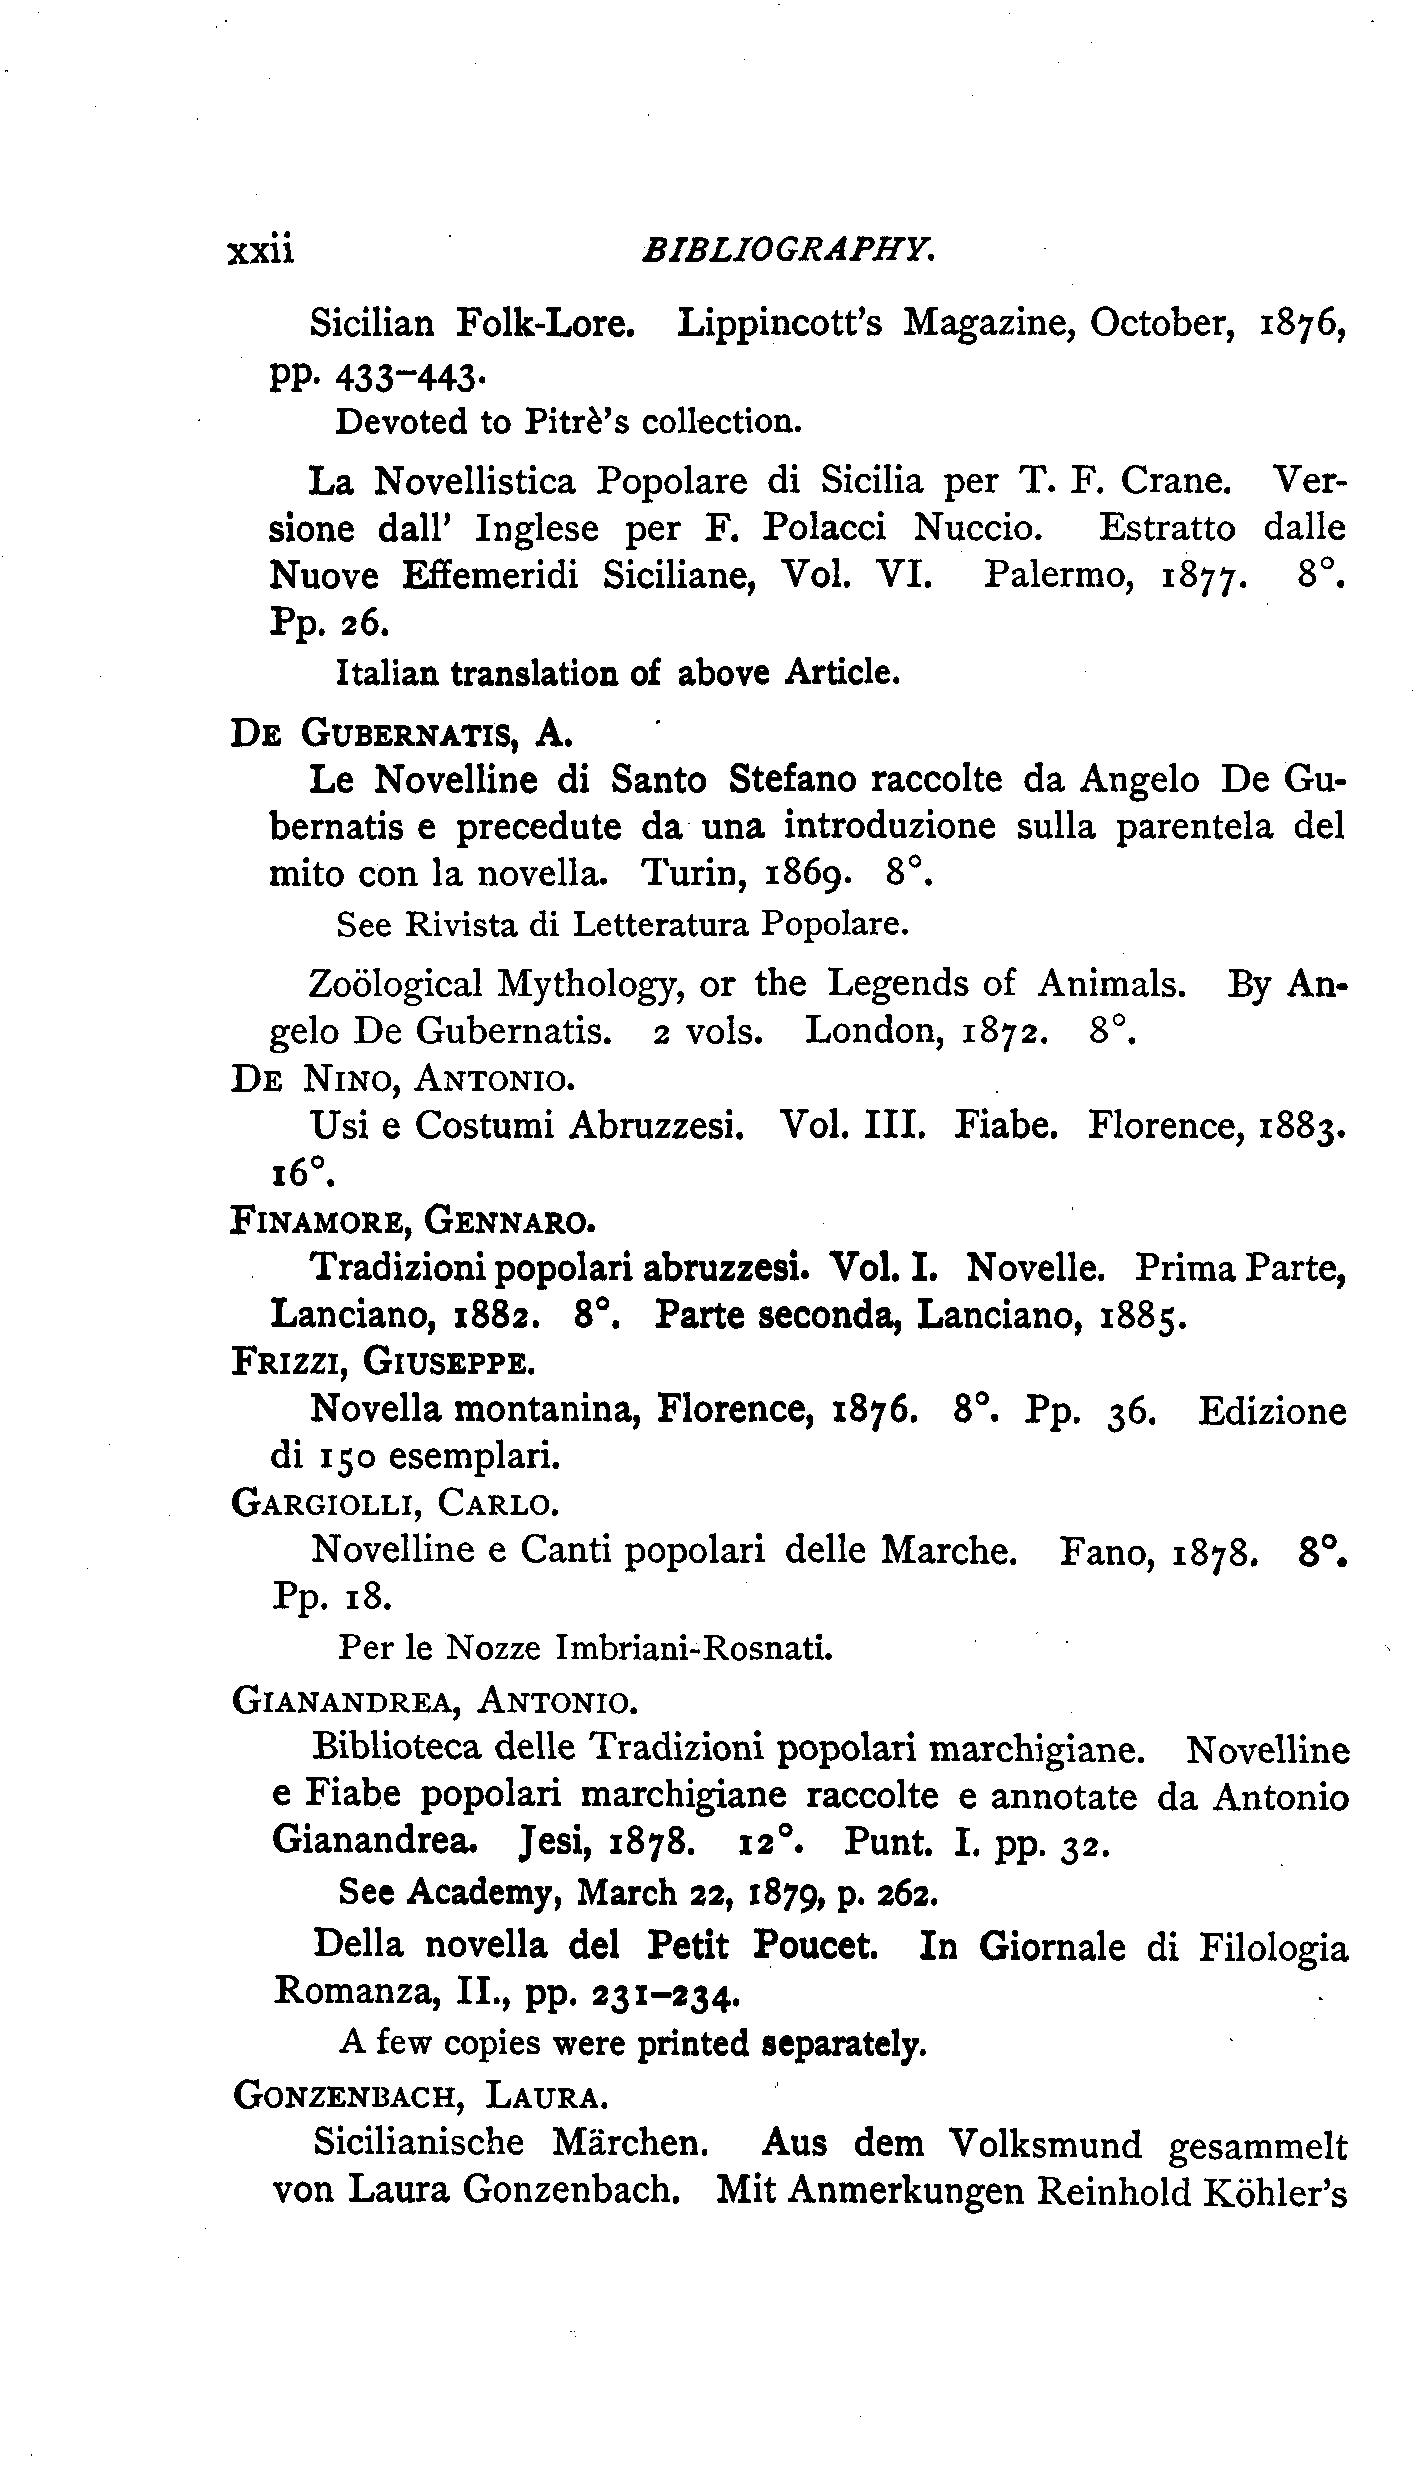 xxii BIBLIOGRAPHY.
Sicilian Folk-Lore. Lippincott's Magazine, October, 1876,
pp. 433–443.
Devoted to Pitrè's collection.
La Novellistica Popolare di Sicilia per T. F. Crane. Ver-
sione dall' Inglese per F. Polacci Nuccio. Estratto dalle
Nuove Effemeridi Siciliane, Vol. VI. Palermo, 1877. 8°.
Pp. 26.
Italian translation of above Article.
DE GUBERNATIS, A.
Le Novelline di Santo Stefano raccolte da Angelo De Gu-
bernatis e precedute da una introduzione sulla parentela del
mito con la novella. Turin, 1869. 8°.
See Rivista di Letteratura Popolare.
Zoölogical Mythology, or the Legends of Animals. By An-
gelo De Gubernatis. 2 vols. London, 1872. 8°.
DE NINO, ANTONIO.
Usi e Costumi Abruzzesi. Vol. III. Fiabe. Florence, 1883.
16°.
FINAMORE, GENNARO.
Tradizioni popolari abruzzesi. Vol. I. Novelle. Prima Parte,
Lanciano, 1882. 8°. Parte seconda, Lanciano, 1885.
FRIZZI, GIUSEPPE.
Novella montanina, Florence, 1876. 8°. Pp. 36. Edizione
di 150 esemplari.
GARGIOLLI, CARLO.
Novelline e Canti popolari delle Marche. Fano, 1878. 8°.
Pp. 18.
Per le Nozze Imbriani-Rosnati.
GIANANDREA, ANTONIO.
Biblioteca delle Tradizioni popolari marchigiane. Novelline
e Fiabe popolari marchigiane raccolte e annotate da Antonio
Gianandrea. Jesi, 1878. 12°. Punt. I. pp. 32.
See Academy, March 22, 1879, p. 262.
Della novella del Petit Poucet. In Giornale di Filologia
Romanza, II., pp. 231–234.
A few copies were printed separately.
GONZENBACH, LAURA.
Sicilianische Märchen. Aus dem Volksmund gesammelt
von Laura Gonzenbach. Mit Anmerkungen Reinhold Köhler's